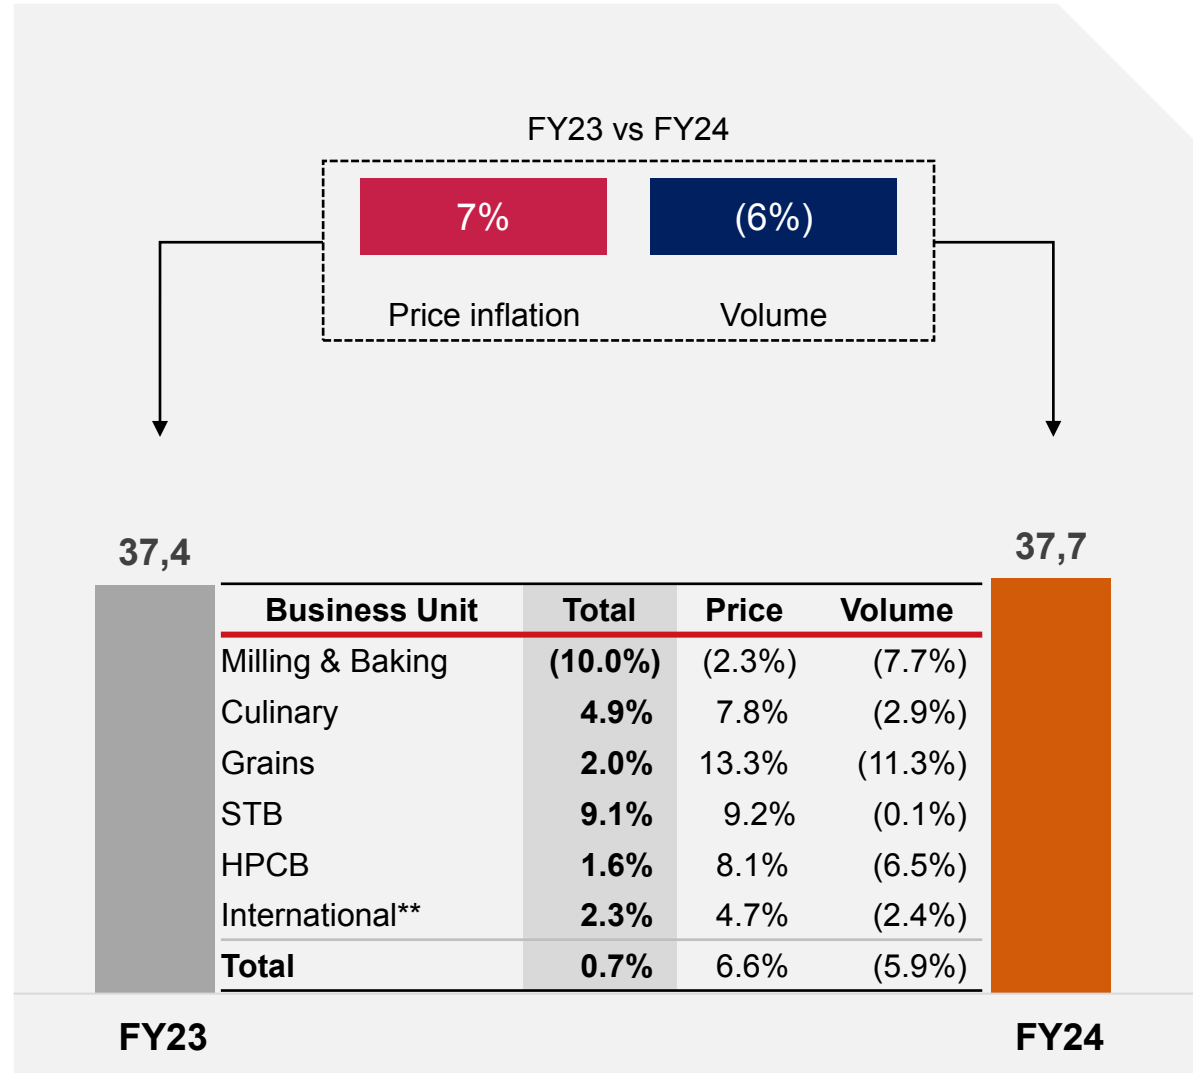 FY23 vs FY24
7% (6%)
Price inflation Volume
37,4
37,7
Business Unit Total Price Volume
Milling & Baking (10.0%) (2.3%) (7.7%)
Culinary 4.9% 7.8% (2.9%)
Grains 2.0% 13.3% (11.3%)
STB 9.1% 9.2% (0.1%)
HPCB 1.6% 8.1% (6.5%)
International** 2.3% 4.7% (2.4%)
Total 0.7% 6.6% (5.9%)
FY23 FY24